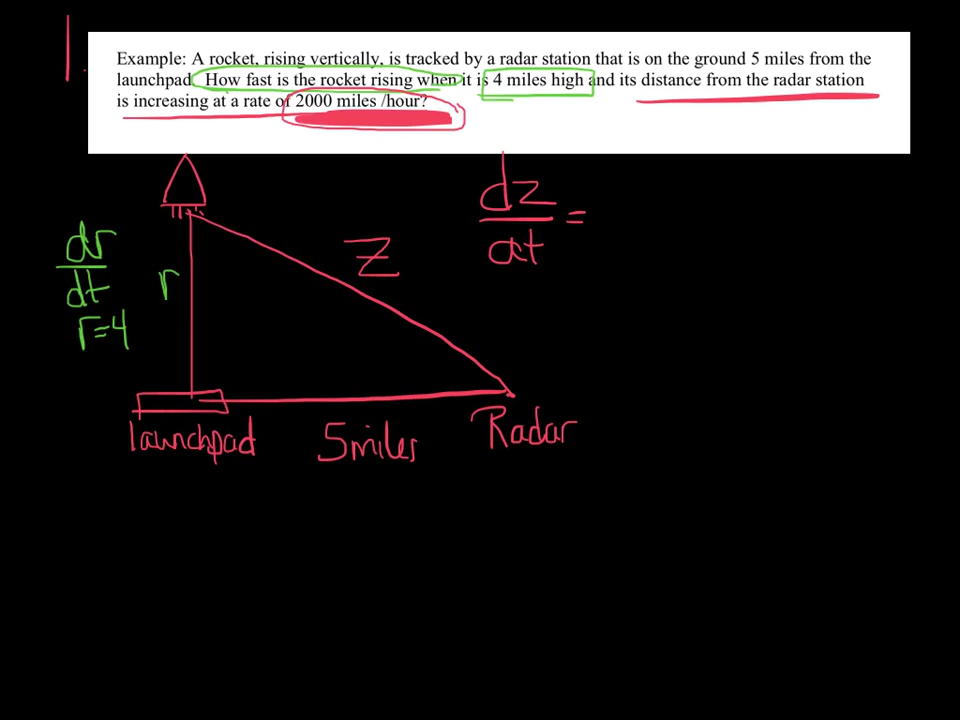 1.
Example: A rocket, rising vertically, is tracked by a radar station that is on the ground 5 miles from the
launchpad. How fast is the rocket rising when it is 4 miles high and its distance from the radar station
is increasing at a rate of 2000 miles /hour?
dz/dt =
dr/dt
r
z
r=4
launchpad
5miles
Radar